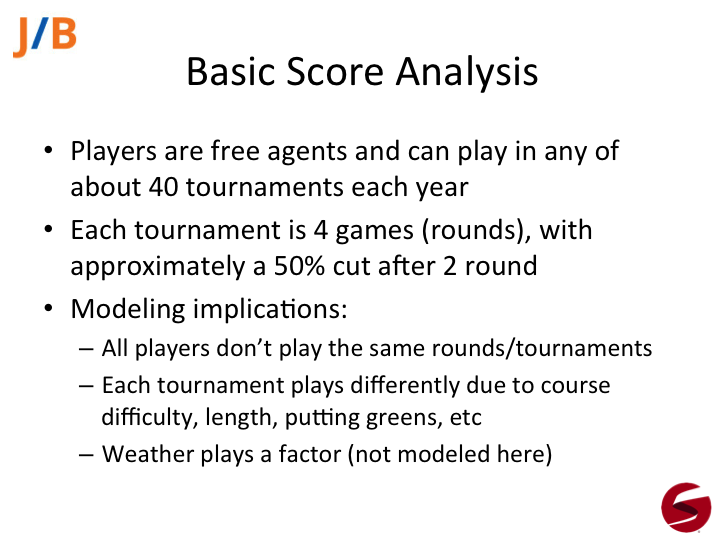 J/B
Basic Score Analysis
• Players are free agents and can play in any of
about 40 tournaments each year
• Each tournament is 4 games (rounds), with
approximately a 50% cut after 2 round
• Modeling implications:
– All players don’t play the same rounds/tournaments
– Each tournament plays differently due to course
difficulty, length, putting greens, etc
– Weather plays a factor (not modeled here)